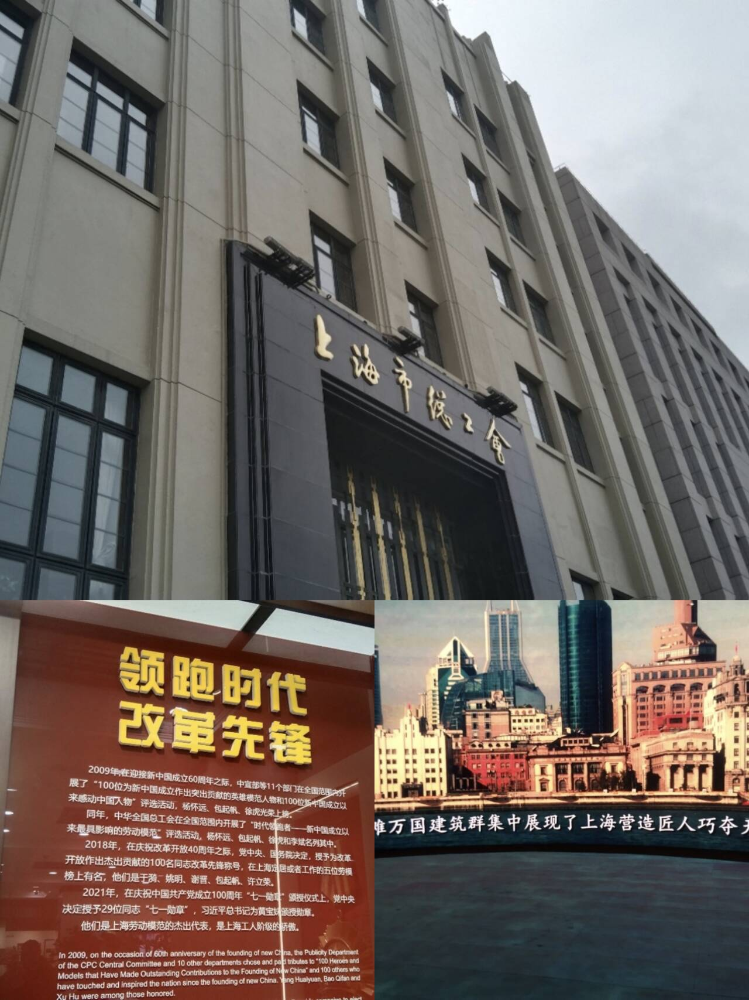 上海市總工會
领跑时代
改革先锋
2009年,在迎接新中国成立60周年之际，中宣部等11个部门在全国范围内开
展了“100位为新中国成立作出突出贡献的英雄模范人物和100位新中国成立以
来感动中国人物”评选活动，杨怀远、包起帆、徐虎光荣上榜。
同年，中华全国总工会在全国范围内开展了“时代领跑者——新中国成立以
来最具影响的劳动模范”评选活动，杨怀远、包起帆、徐虎和李斌名列其中。
2018年，在庆祝改革开放40周年之际，党中央、国务院决定，授予为改革
开放作出杰出贡献的100名同志改革先锋称号，在上海定居或者工作的五位劳模
榜上有名，他们是于漪、姚明、谢晋、包起帆、许立荣。
2021年，在庆祝中国共产党成立100周年“七一勋章”颁授仪式上，党中央
决定授予29位同志“七一勋章”，习近平总书记为黄宝妹颁授勋章。
他们是上海劳动模范的杰出代表，是上海工人阶级的骄傲。
In 2009, on the occasion of 60th anniversary of the founding of new China, the Publicity Department
of the CPC Central Committee and 10 other departments chose and paid tributes to "100 Heroes and
Models that Have Made Outstanding Contributions to the Founding of New China" and 100 others who
have touched and inspired the nation since the founding of new China. Yang Huaiyuan, Bao Qifan and
Xu Hu were among those honored.
万国建筑群集中展现了上海营造匠人巧夺